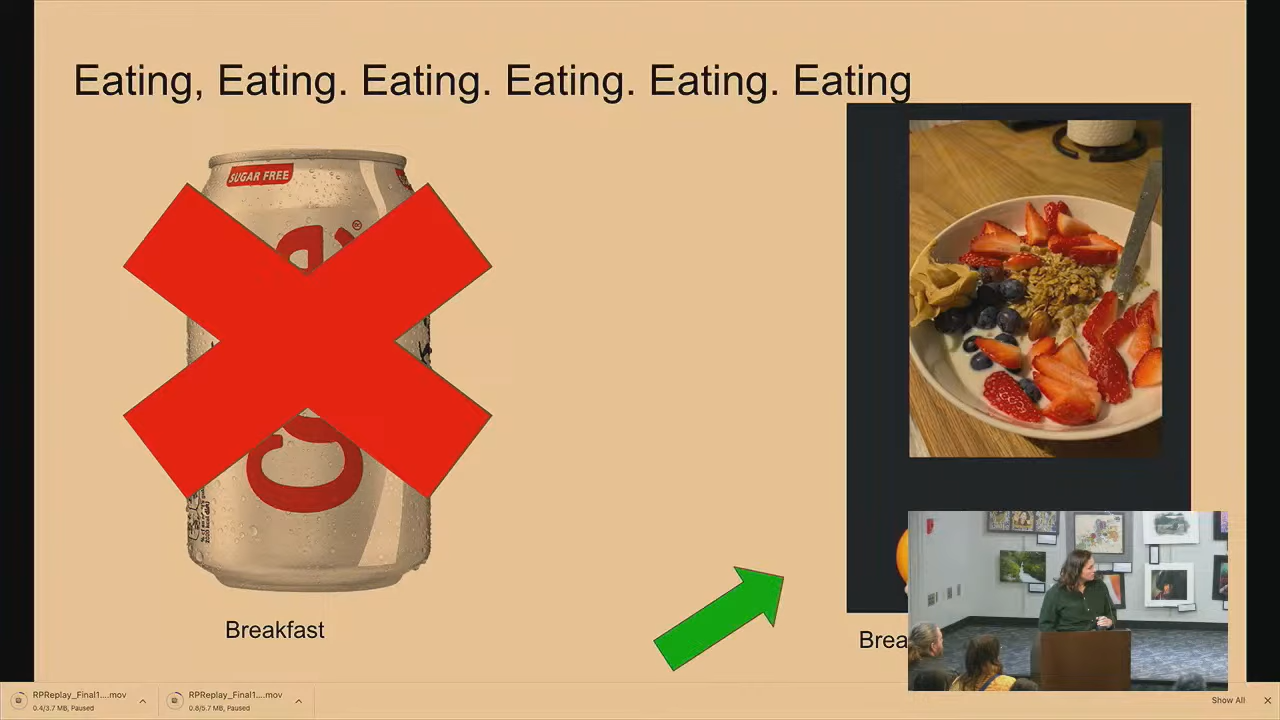 Eating, Eating. Eating. Eating. Eating. Eating
SUGAR FREE
Breakfast
Brea
RPReplay_Final1....mov
0.4/3.7 MB, Paused
RPReplay_Final1....mov
0.8/5.7 MB, Paused
Show All